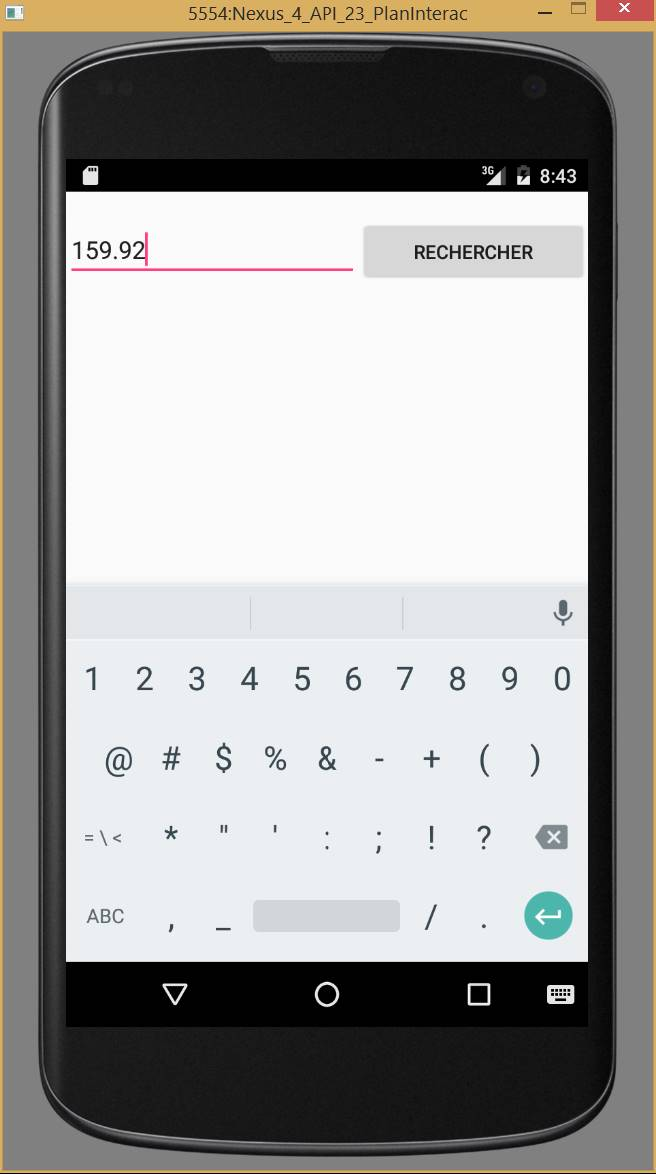 5554:Nexus_4_API_23_PlanInterac
3G 8:43
159.92 RECHERCHER
1 2 3 4 5 6 7 8 9 0
@ # $ % & - + ( )
= \ < * " ' : ; ! ?
ABC , _ / .